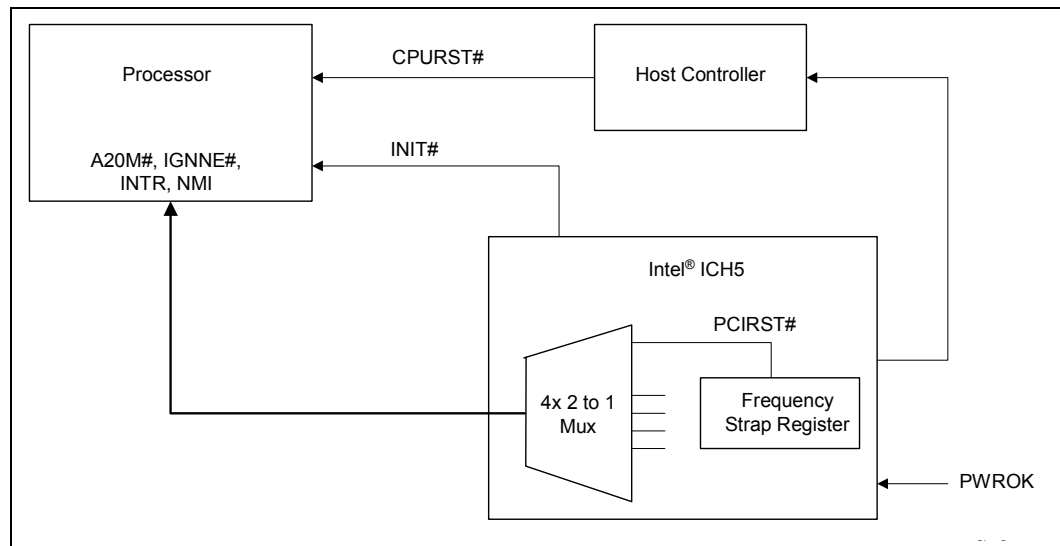 Processor
CPURST#
Host Controller
INIT#
A20M#, IGNNE#,
INTR, NMI
Intel® ICH5
PCIRST#
4x 2 to 1
Mux
Frequency
Strap Register
PWROK